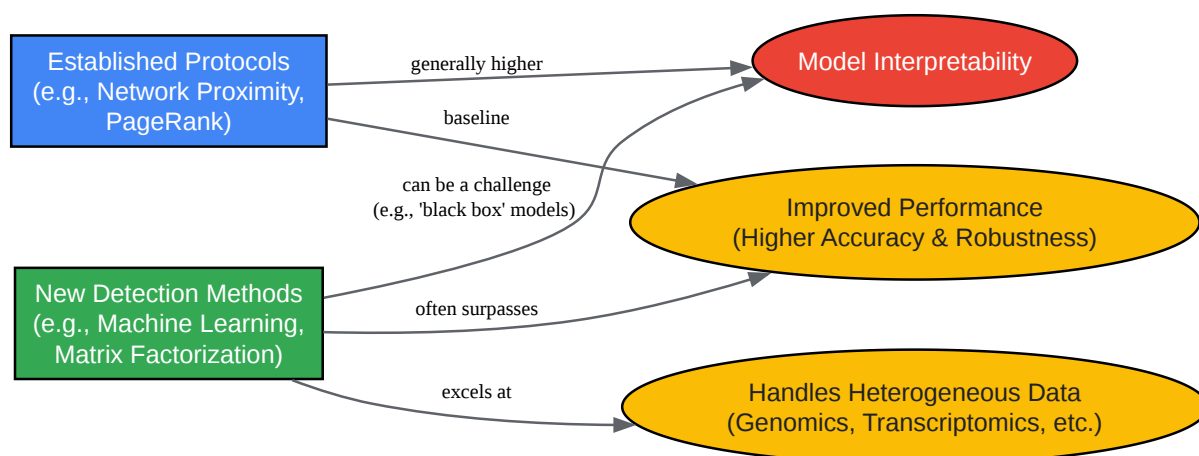 Established Protocols
(e.g., Network Proximity,
PageRank)
generally higher
Model Interpretability
baseline
can be a challenge
(e.g., 'black box' models)
Improved Performance
(Higher Accuracy & Robustness)
New Detection Methods
(e.g., Machine Learning,
Matrix Factorization)
often surpasses
excels at
Handles Heterogeneous Data
(Genomics, Transcriptomics, etc.)